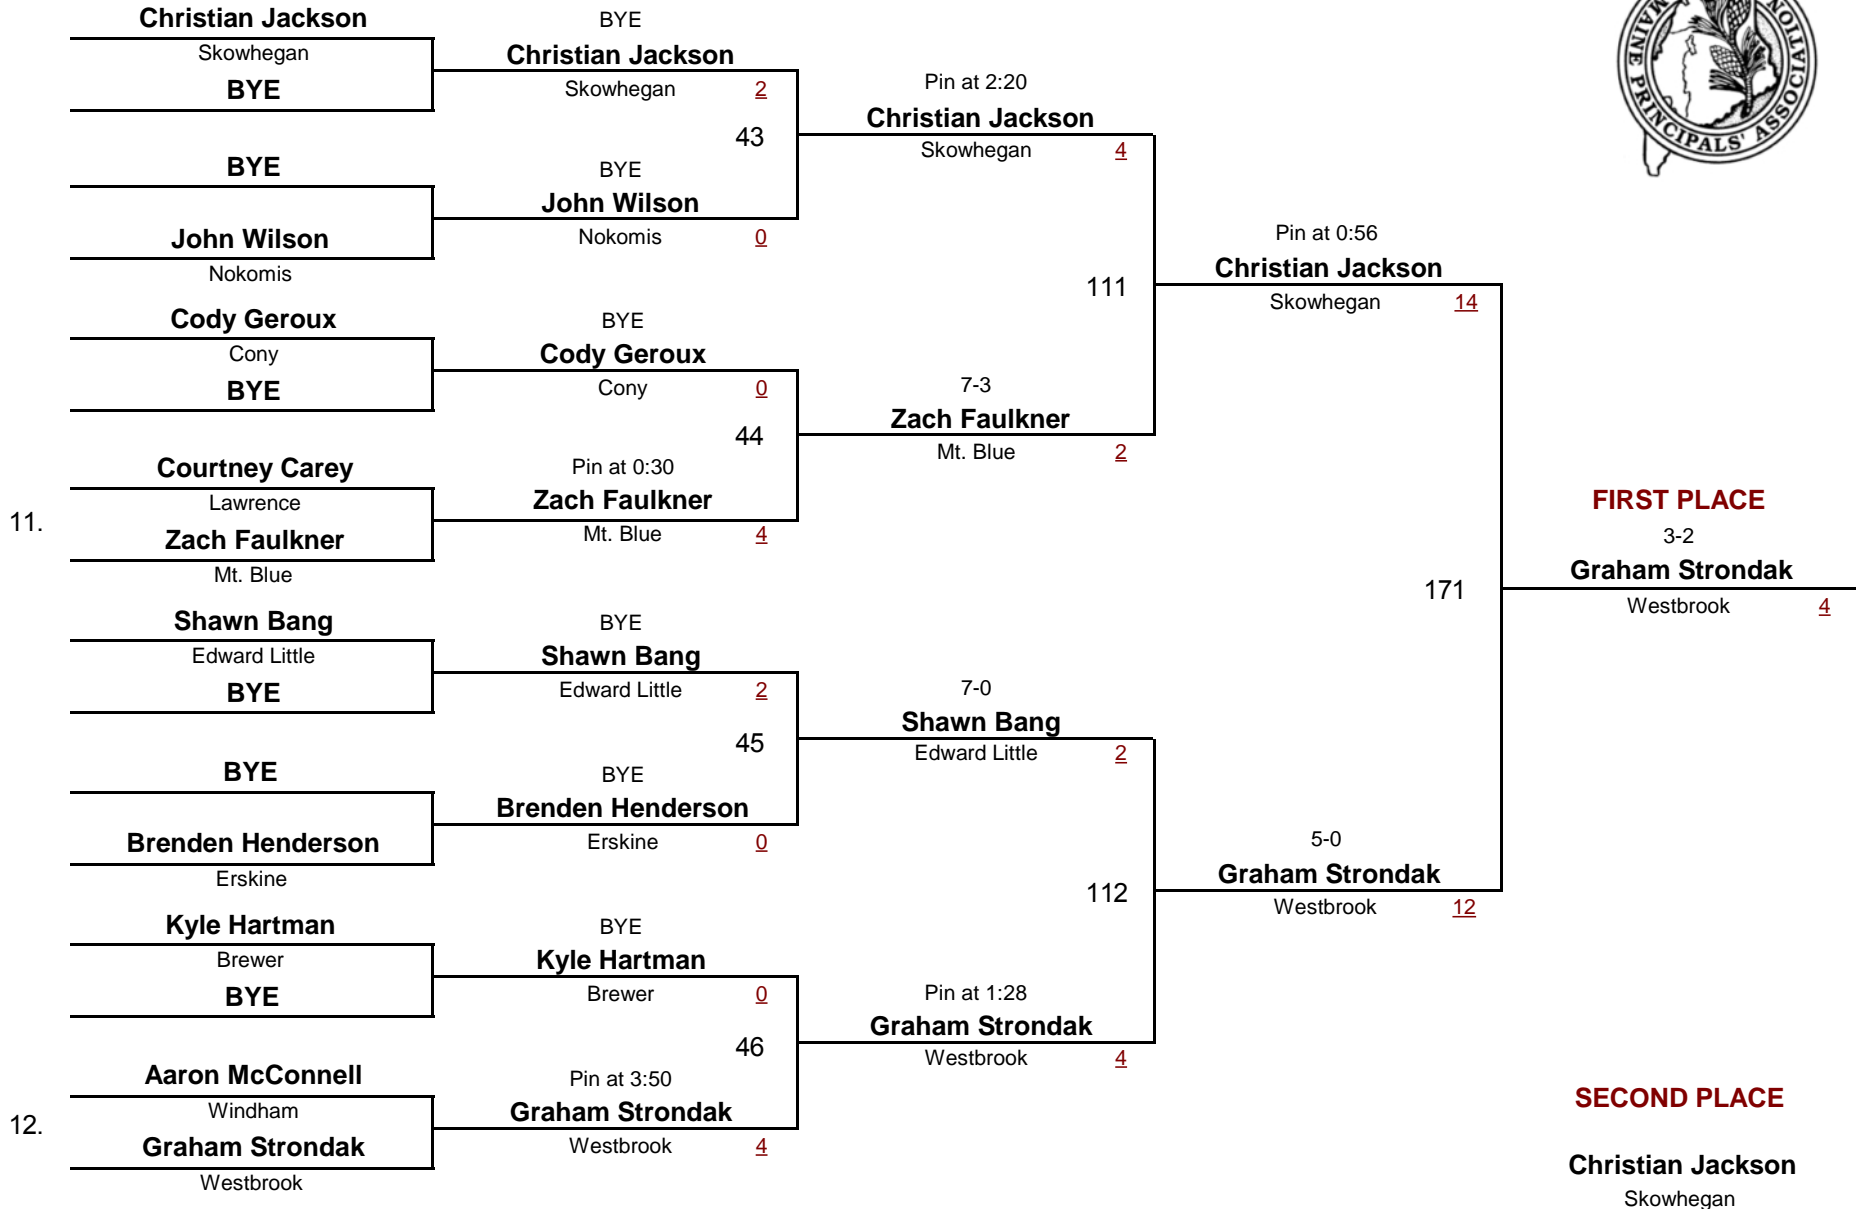 Christian Jackson
Skowhegan
BYE
BYE
John Wilson
Nokomis
Cody Geroux
Cony
BYE
11.
Courtney Carey
Lawrence
Zach Faulkner
Mt. Blue
Shawn Bang
Edward Little
BYE
BYE
Brenden Henderson
Erskine
Kyle Hartman
Brewer
BYE
12.
Aaron McConnell
Windham
Graham Strondak
Westbrook
BYE
Christian Jackson
Skowhegan 2
43
BYE
John Wilson
Nokomis 0
BYE
Cody Geroux
Cony 0
44
Pin at 0:30
Zach Faulkner
Mt. Blue 4
BYE
Shawn Bang
Edward Little 2
45
BYE
Brenden Henderson
Erskine 0
BYE
Kyle Hartman
Brewer 0
46
Pin at 3:50
Graham Strondak
Westbrook 4
Pin at 2:20
Christian Jackson
Skowhegan 4
111
7-3
Zach Faulkner
Mt. Blue 2
7-0
Shawn Bang
Edward Little 2
112
Pin at 1:28
Graham Strondak
Westbrook 4
Pin at 0:56
Christian Jackson
Skowhegan 14
171
5-0
Graham Strondak
Westbrook 12
MAINE PRINCIPALS' ASSOCIATION
FIRST PLACE
3-2
Graham Strondak
Westbrook 4
SECOND PLACE
Christian Jackson
Skowhegan